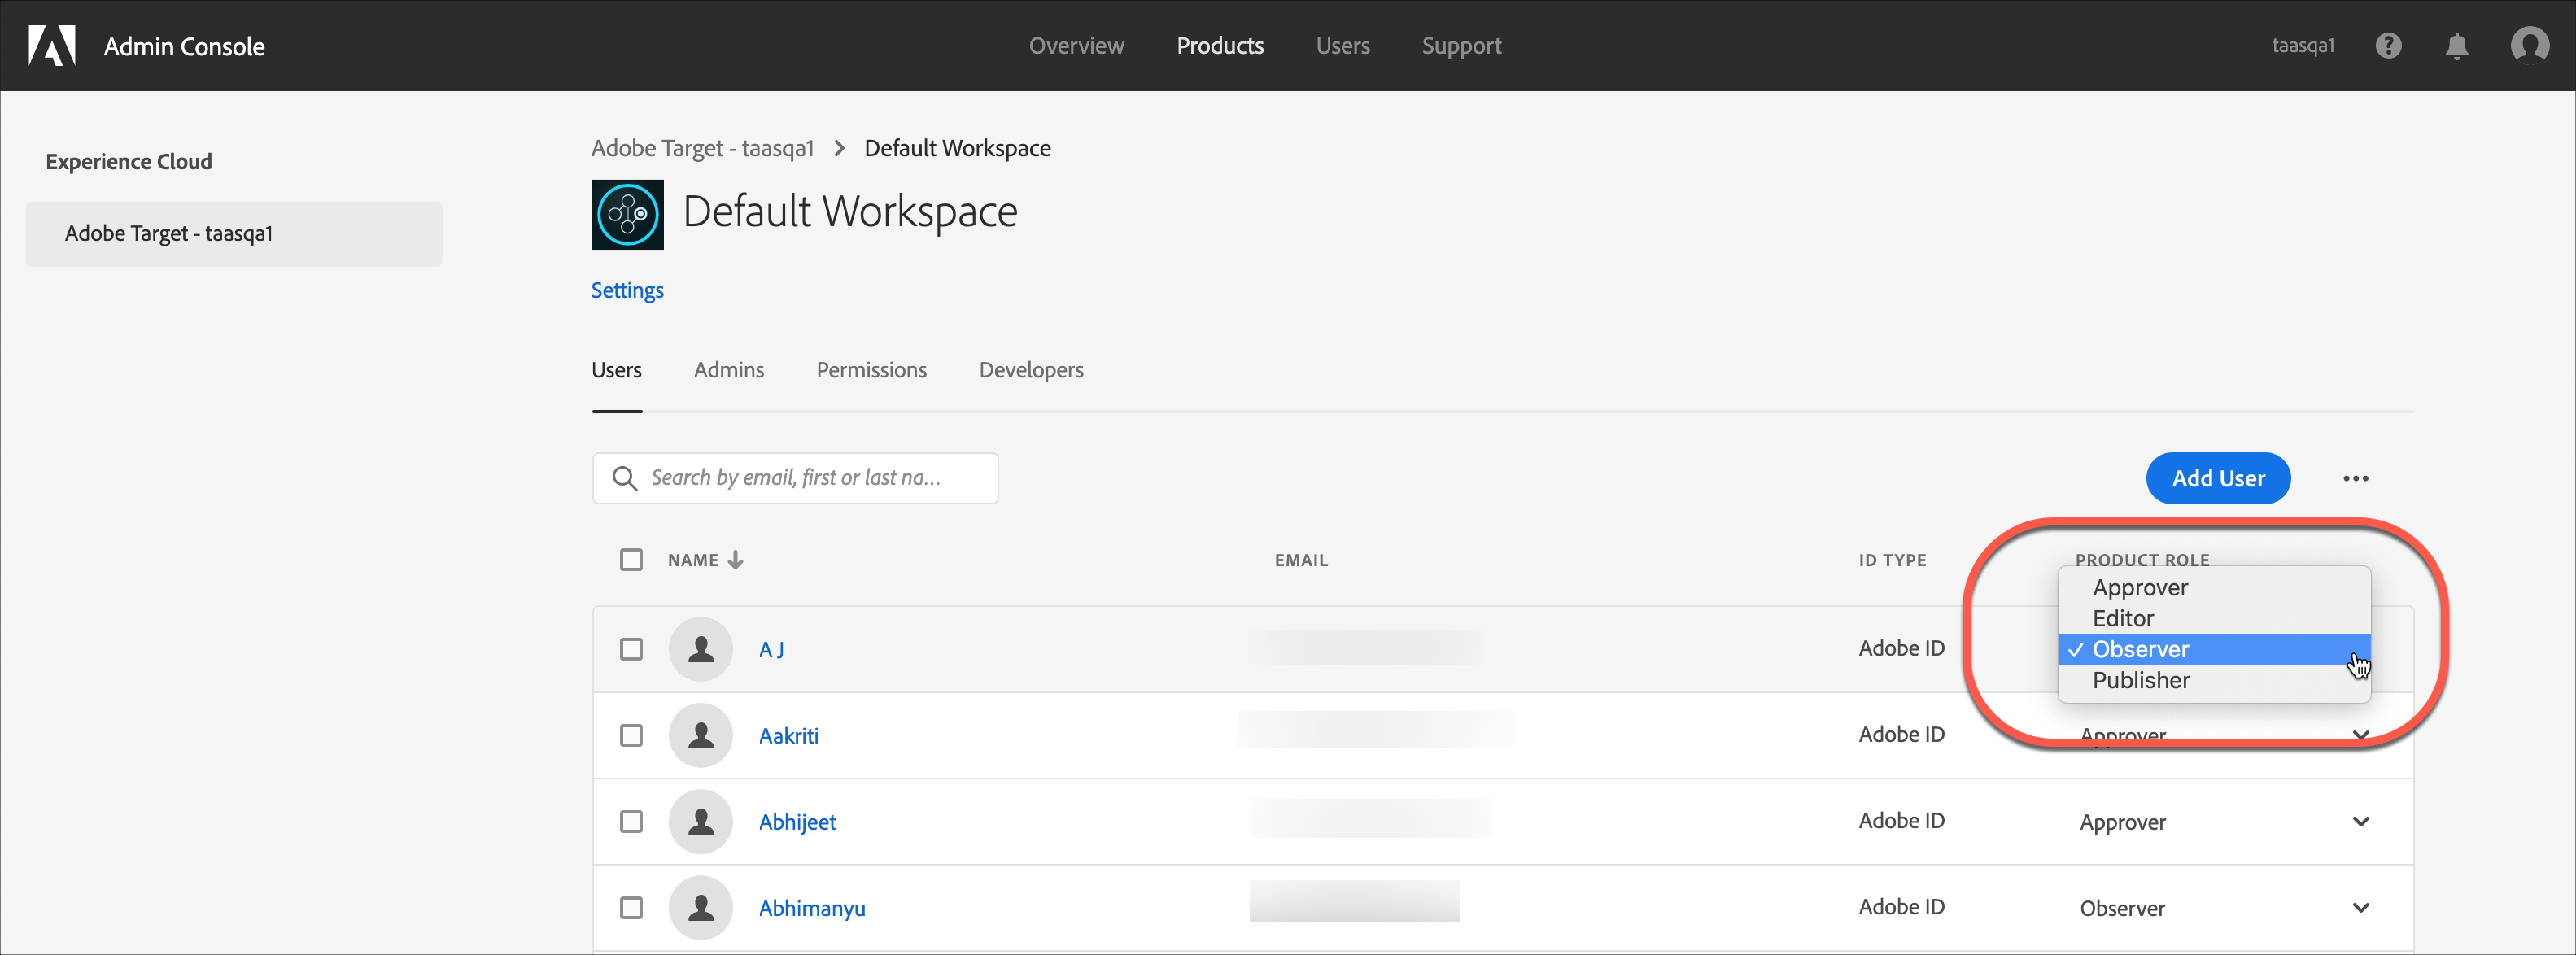 Admin Console
Overview Products Users Support
taasqa1
Experience Cloud
Adobe Target - taasqa1
Adobe Target - taasqa1 > Default Workspace
Default Workspace
Settings
Users Admins Permissions Developers
Search by email, first or last na...
Add User
NAME EMAIL ID TYPE PRODUCT ROLE
Approver
Editor
A J Adobe ID ✓ Observer
Publisher
Aakriti Adobe ID Approver
Abhijeet Adobe ID Approver
Abhimanyu Adobe ID Observer